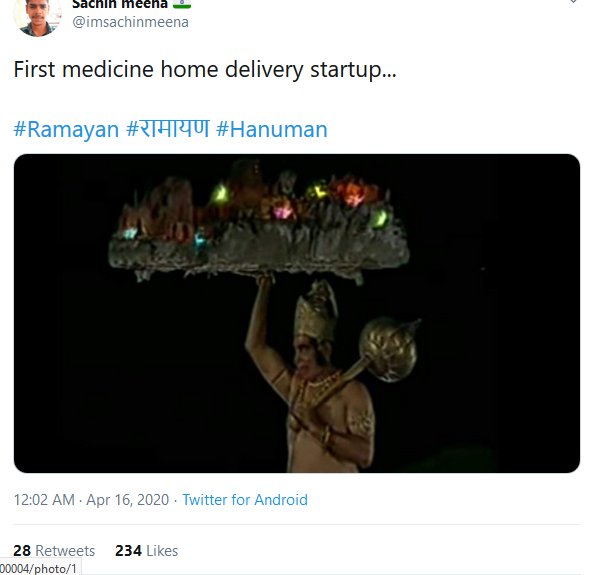 Sachin meena
@imsachinmeena
First medicine home delivery startup...
#Ramayan #रामायण #Hanuman
12:02 AM · Apr 16, 2020 · Twitter for Android
28 Retweets 234 Likes
00004/photo/1